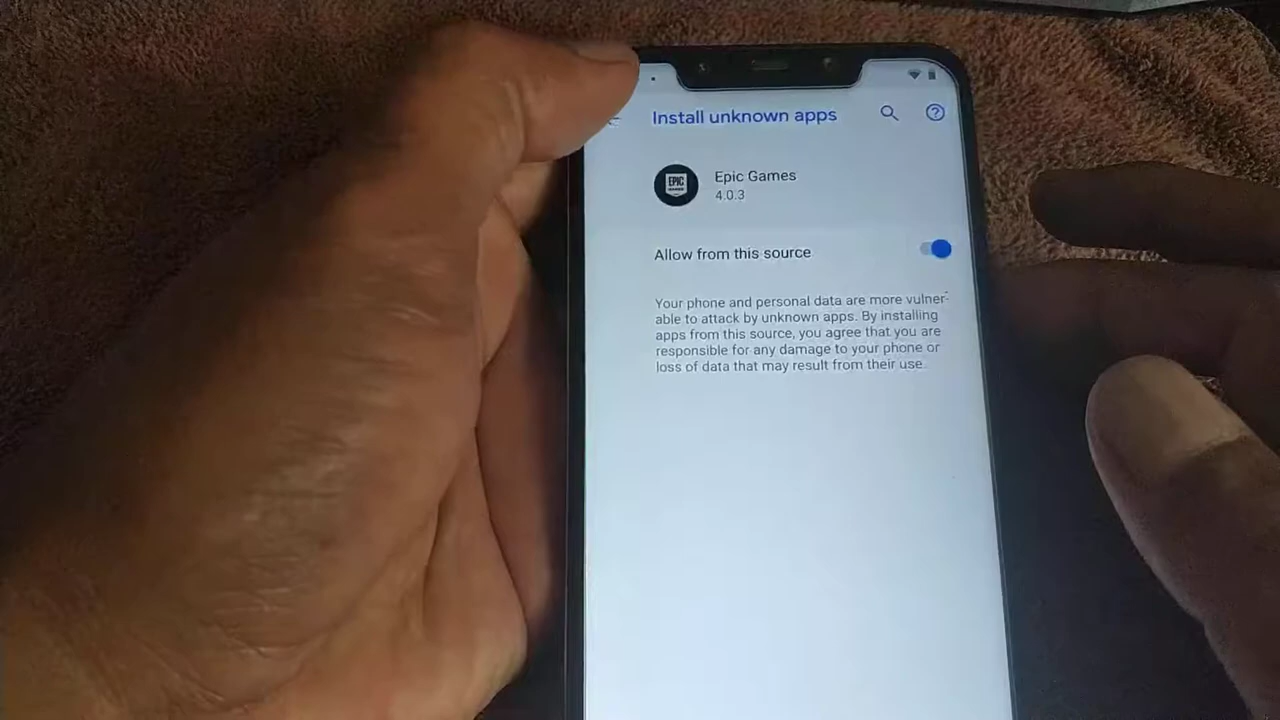 Install unknown apps
EPIC
GAMES
Epic Games
4.0.3
Allow from this source
Your phone and personal data are more vulner-
able to attack by unknown apps. By installing
apps from this source, you agree that you are
responsible for any damage to your phone or
loss of data that may result from their use.